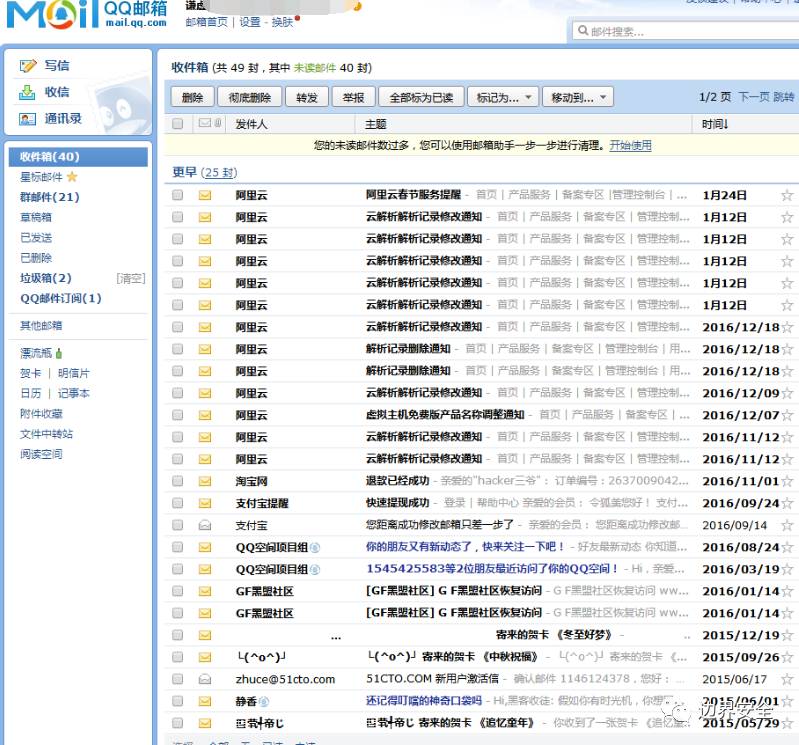 Mail QQ邮箱
mail.qq.com
谦虚
邮箱首页 | 设置 - 换肤
邮件搜索...
写信
收信
通讯录
收件箱(40)
星标邮件
群邮件(21)
草稿箱
已发送
已删除
垃圾箱(2) [清空]
QQ邮件订阅(1)
其他邮箱
漂流瓶
贺卡 | 明信片
日历 | 记事本
附件收藏
文件中转站
阅读空间
收件箱 (共 49 封，其中 未读邮件 40 封)
删除 彻底删除 转发 举报 全部标为已读 标记为... 移动到... 1/2 页 下一页 跳转
发件人 主题 时间↓
您的未读邮件数过多，您可以使用邮箱助手一步一步进行清理。开始使用
更早 (25 封)
阿里云 阿里云春节服务提醒 - 首页 | 产品服务 | 备案专区 |管理控制台 | ... 1月24日
阿里云 云解析解析记录修改通知 - 首页 | 产品服务 | 备案专区 | 管理控制... 1月12日
阿里云 云解析解析记录修改通知 - 首页 | 产品服务 | 备案专区 | 管理控制... 1月12日
阿里云 云解析解析记录修改通知 - 首页 | 产品服务 | 备案专区 | 管理控制... 1月12日
阿里云 云解析解析记录修改通知 - 首页 | 产品服务 | 备案专区 | 管理控制... 1月12日
阿里云 云解析解析记录修改通知 - 首页 | 产品服务 | 备案专区 | 管理控制... 1月12日
阿里云 云解析解析记录修改通知 - 首页 | 产品服务 | 备案专区 | 管理控制... 2016/12/18
阿里云 解析记录删除通知 - 首页 | 产品服务 | 备案专区 | 管理控制台 | 用... 2016/12/18
阿里云 解析记录删除通知 - 首页 | 产品服务 | 备案专区 | 管理控制台 | 用... 2016/12/18
阿里云 云解析解析记录修改通知 - 首页 | 产品服务 | 备案专区 | 管理控制... 2016/12/09
阿里云 虚拟主机免费版产品名称调整通知 - 首页 | 产品服务 | 备案专区 | ... 2016/12/07
阿里云 云解析解析记录修改通知 - 首页 | 产品服务 | 备案专区 | 管理控制... 2016/11/12
阿里云 云解析解析记录修改通知 - 首页 | 产品服务 | 备案专区 | 管理控制... 2016/11/12
淘宝网 退款已经成功 - 亲爱的"hacker三爷"： 订单编号：2637009042... 2016/11/01
支付宝提醒 快速提现成功 - 登录 | 帮助中心 亲爱的会员： 令狐美您好！ 支付... 2016/09/24
支付宝 您距离成功修改邮箱只差一步了 - 亲爱的会员： 您距离成功修改邮... 2016/09/14
QQ空间项目组 你的朋友又有新动态了，快来关注一下吧！ - 好友最新动态 你知道... 2016/08/24
QQ空间项目组 1545425583等2位朋友最近访问了你的QQ空间！ - Hi，亲爱... 2016/03/19
GF黑盟社区 [GF黑盟社区] G F黑盟社区恢复访问 - G F黑盟社区恢复访问 ww... 2016/01/14
GF黑盟社区 [GF黑盟社区] G F黑盟社区恢复访问 - G F黑盟社区恢复访问 ww... 2016/01/14
... 寄来的贺卡 《冬至好梦》 - .. 2015/12/19
╰(^o^)╯ ╰(^o^)╯ 寄来的贺卡 《中秋祝福》 - ╰(^o^)╯ 寄来的贺卡 《... 2015/09/26
zhuce@51cto.com 51CTO.COM 新用户激活信 - 确认邮件 1146124378，您好： ... 2015/06/17
静香 还记得叮噹的神奇口袋吗 - Hi,黑客收徒: 假如你有时光机，你想 2015/06/01
寄来的贺卡 《追忆童年》 - 你收到了一张贺卡 《追忆童... 2015/05/29
边界安全